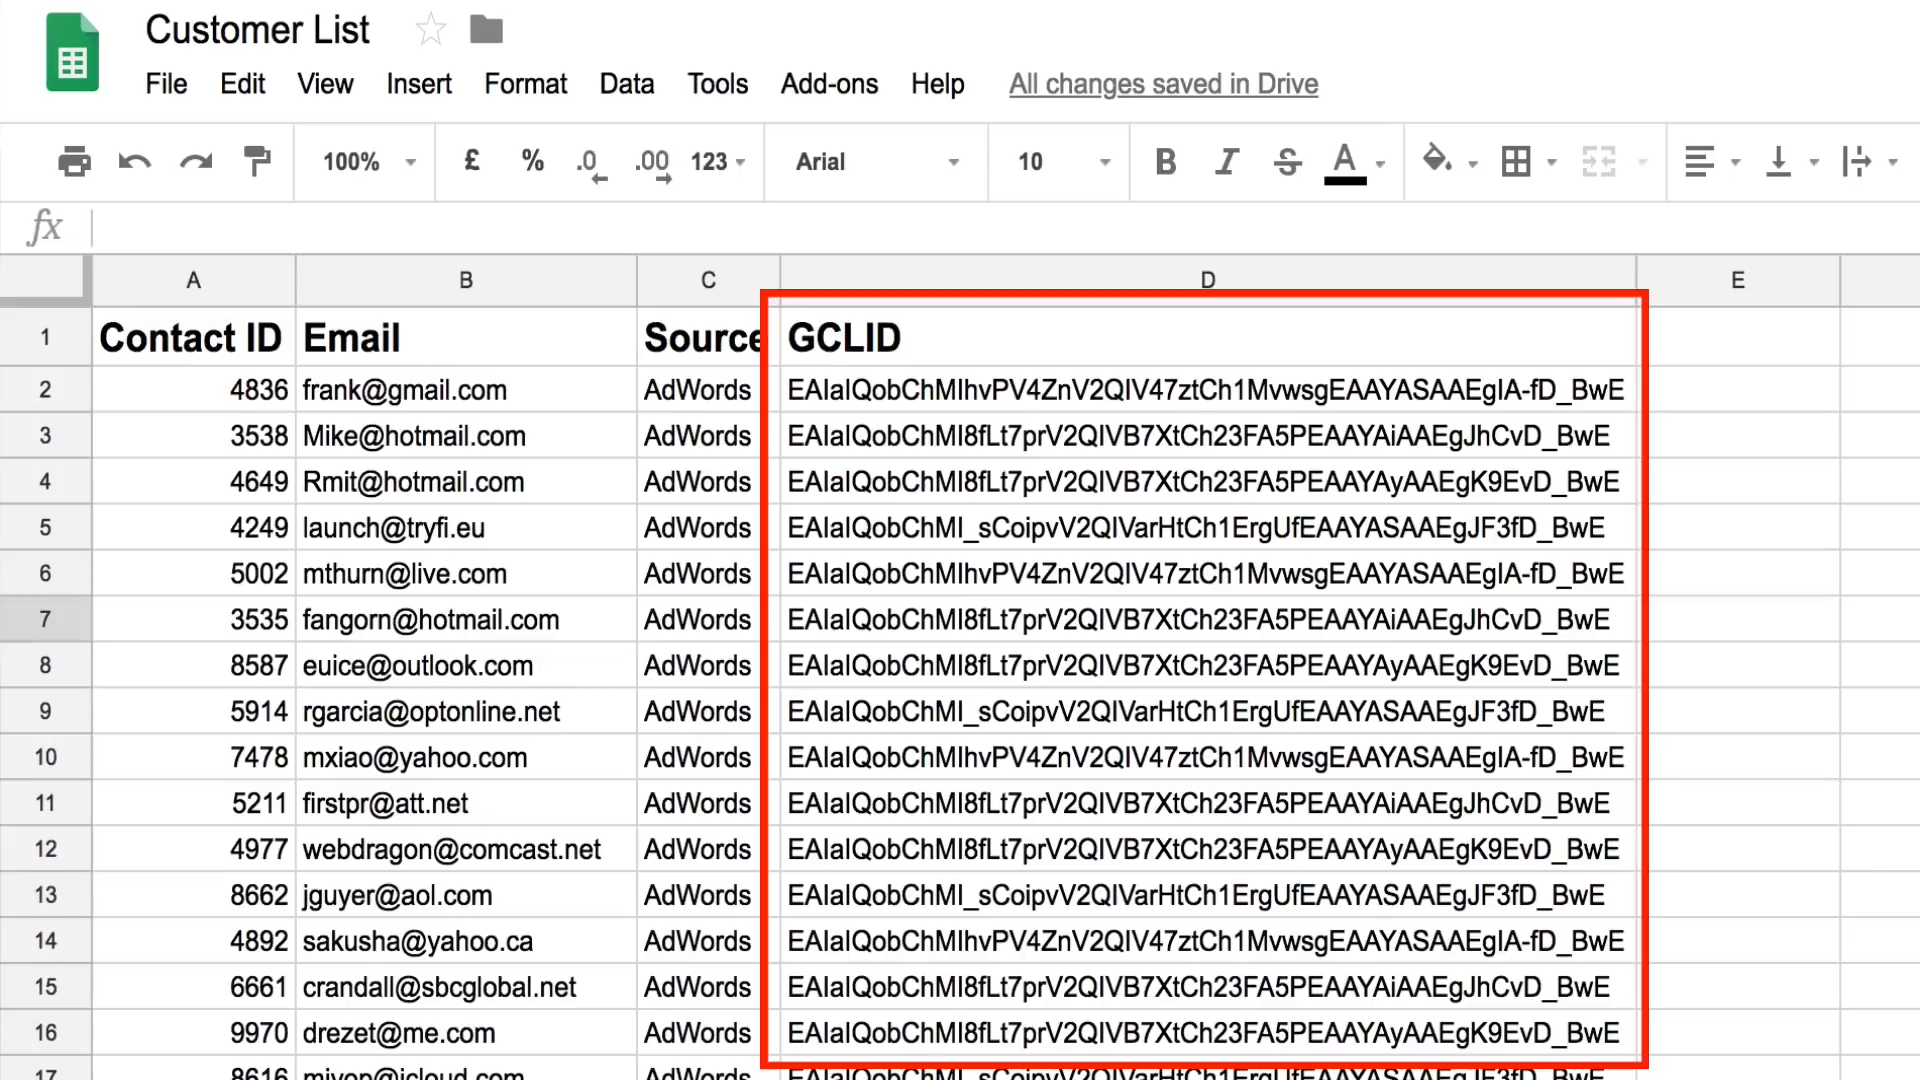 Customer List
File Edit View Insert Format Data Tools Add-ons Help All changes saved in Drive
100% £ % .0 .00 123 Arial 10 B I S A
fx
A B C D E
1 Contact ID Email Source GCLID
2 4836 frank@gmail.com AdWords EAIaIQobChMIhvPV4ZnV2QIV47ztCh1MvwsgEAAYASAAEgIA-fD_BwE
3 3538 Mike@hotmail.com AdWords EAIaIQobChMI8fLt7prV2QIVB7XtCh23FA5PEAAYAiAAEgJhCvD_BwE
4 4649 Rmit@hotmail.com AdWords EAIaIQobChMI8fLt7prV2QIVB7XtCh23FA5PEAAYAyAAEgK9EvD_BwE
5 4249 launch@tryfi.eu AdWords EAIaIQobChMI_sCoipvV2QIVarHtCh1ErgUfEAAYASAAEgJF3fD_BwE
6 5002 mthurn@live.com AdWords EAIaIQobChMIhvPV4ZnV2QIV47ztCh1MvwsgEAAYASAAEgIA-fD_BwE
7 3535 fangorn@hotmail.com AdWords EAIaIQobChMI8fLt7prV2QIVB7XtCh23FA5PEAAYAiAAEgJhCvD_BwE
8 8587 euice@outlook.com AdWords EAIaIQobChMI8fLt7prV2QIVB7XtCh23FA5PEAAYAyAAEgK9EvD_BwE
9 5914 rgarcia@optonline.net AdWords EAIaIQobChMI_sCoipvV2QIVarHtCh1ErgUfEAAYASAAEgJF3fD_BwE
10 7478 mxiao@yahoo.com AdWords EAIaIQobChMIhvPV4ZnV2QIV47ztCh1MvwsgEAAYASAAEgIA-fD_BwE
11 5211 firstpr@att.net AdWords EAIaIQobChMI8fLt7prV2QIVB7XtCh23FA5PEAAYAiAAEgJhCvD_BwE
12 4977 webdragon@comcast.net AdWords EAIaIQobChMI8fLt7prV2QIVB7XtCh23FA5PEAAYAyAAEgK9EvD_BwE
13 8662 jguyer@aol.com AdWords EAIaIQobChMI_sCoipvV2QIVarHtCh1ErgUfEAAYASAAEgJF3fD_BwE
14 4892 sakusha@yahoo.ca AdWords EAIaIQobChMIhvPV4ZnV2QIV47ztCh1MvwsgEAAYASAAEgIA-fD_BwE
15 6661 crandall@sbcglobal.net AdWords EAIaIQobChMI8fLt7prV2QIVB7XtCh23FA5PEAAYAiAAEgJhCvD_BwE
16 9970 drezet@me.com AdWords EAIaIQobChMI8fLt7prV2QIVB7XtCh23FA5PEAAYAyAAEgK9EvD_BwE
17 8616 AdWords